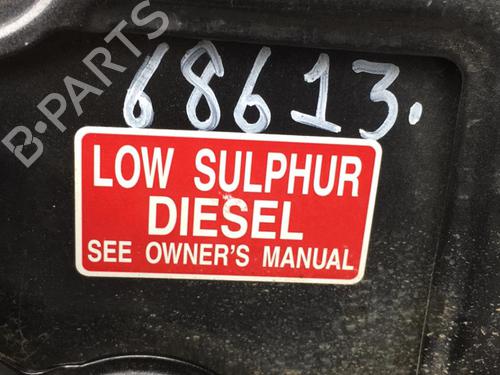 B-PARTS
68613.
LOW SULPHUR
DIESEL
SEE OWNER'S MANUAL